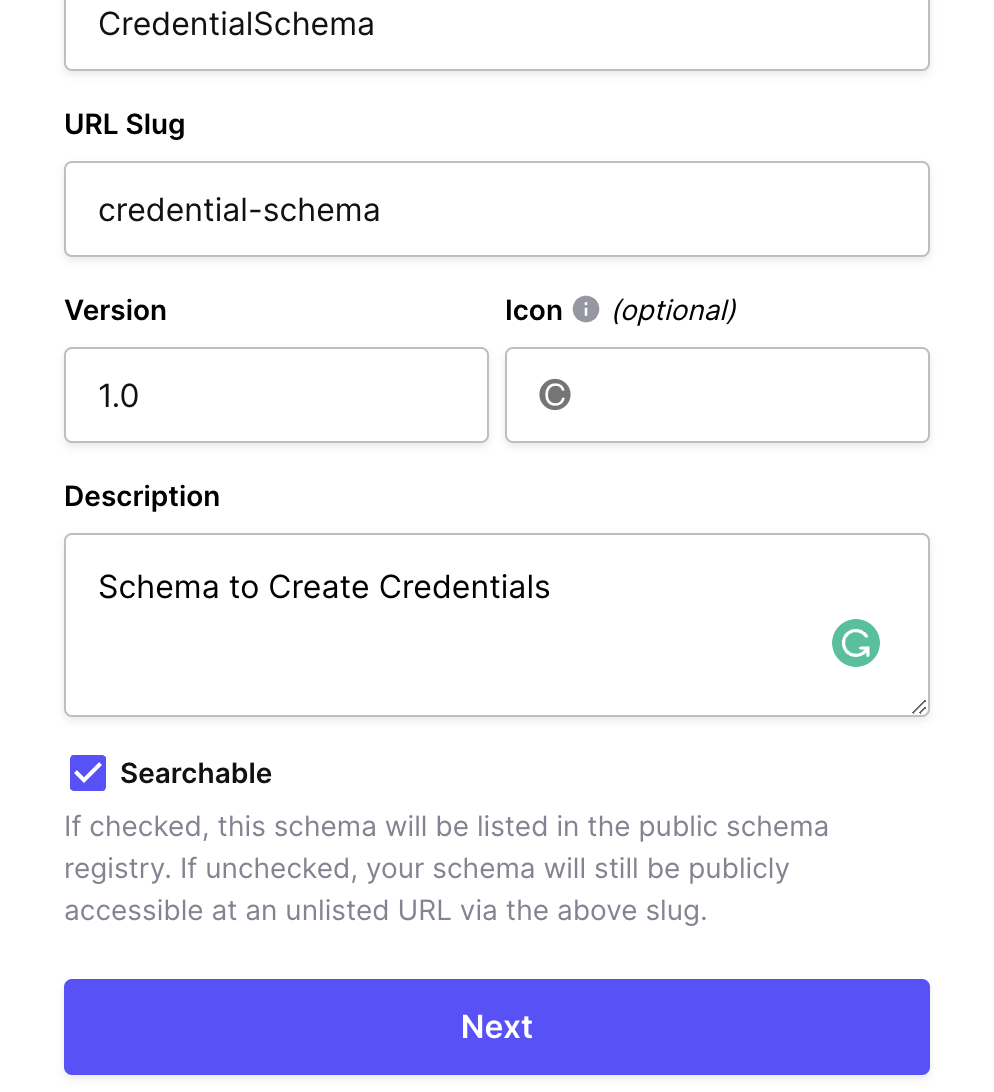 CredentialSchema
URL Slug
credential-schema
Version
Icon i (optional)
1.0
©
Description
Schema to Create Credentials
G
Searchable
If checked, this schema will be listed in the public schema
registry. If unchecked, your schema will still be publicly
accessible at an unlisted URL via the above slug.
Next